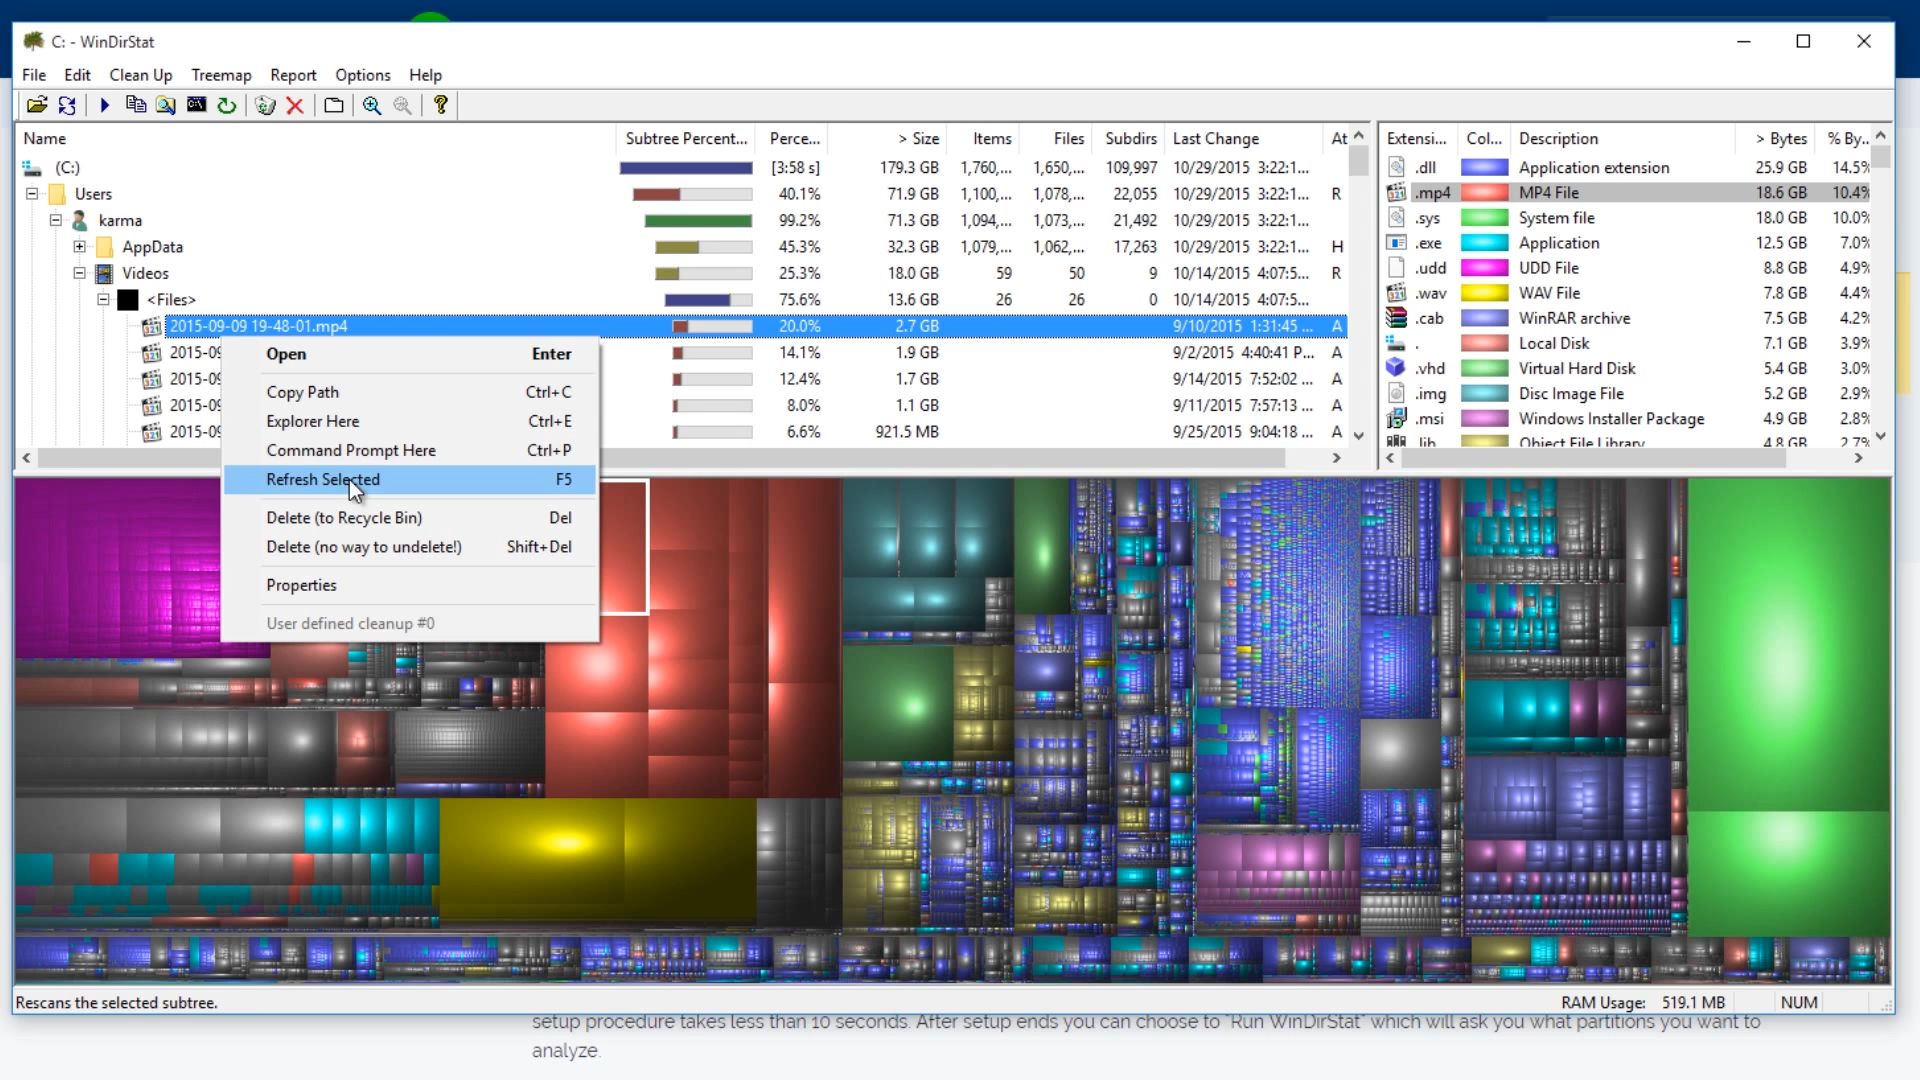 C: - WinDirStat
File Edit Clean Up Treemap Report Options Help
Name Subtree Percent... Perce... > Size Items Files Subdirs Last Change At
(C:) [3:58 s] 179.3 GB 1,760,... 1,650,... 109,997 10/29/2015 3:22:1...
Users 40.1% 71.9 GB 1,100,... 1,078,... 22,055 10/29/2015 3:22:1... R
karma 99.2% 71.3 GB 1,094,... 1,073,... 21,492 10/29/2015 3:22:1...
AppData 45.3% 32.3 GB 1,079,... 1,062,... 17,263 10/29/2015 3:22:1... H
Videos 25.3% 18.0 GB 59 50 9 10/14/2015 4:07:5... R
<Files> 75.6% 13.6 GB 26 26 0 10/14/2015 4:07:5...
2015-09-09 19-48-01.mp4 20.0% 2.7 GB 9/10/2015 1:31:45 ... A
2015-09 14.1% 1.9 GB 9/2/2015 4:40:41 P... A
2015-09 12.4% 1.7 GB 9/14/2015 7:52:02 ... A
2015-09 8.0% 1.1 GB 9/11/2015 7:57:13 ... A
2015-09 6.6% 921.5 MB 9/25/2015 9:04:18 ... A
Open Enter
Copy Path Ctrl+C
Explorer Here Ctrl+E
Command Prompt Here Ctrl+P
Refresh Selected F5
Delete (to Recycle Bin) Del
Delete (no way to undelete!) Shift+Del
Properties
User defined cleanup #0
Extensi... Col... Description > Bytes % By...
.dll Application extension 25.9 GB 14.5%
.mp4 MP4 File 18.6 GB 10.4%
.sys System file 18.0 GB 10.0%
.exe Application 12.5 GB 7.0%
.udd UDD File 8.8 GB 4.9%
.wav WAV File 7.8 GB 4.4%
.cab WinRAR archive 7.5 GB 4.2%
. Local Disk 7.1 GB 3.9%
.vhd Virtual Hard Disk 5.4 GB 3.0%
.img Disc Image File 5.2 GB 2.9%
.msi Windows Installer Package 4.9 GB 2.8%
.lib Object File Library 4.8 GB 2.7%
Rescans the selected subtree. RAM Usage: 519.1 MB NUM
setup procedure takes less than 10 seconds. After setup ends you can choose to "Run WinDirStat" which will ask you what partitions you want to
analyze.